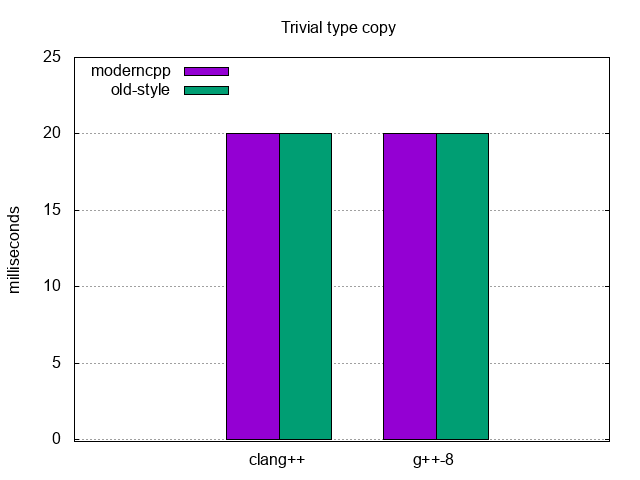 Trivial type copy
moderncpp
old-style
25
20
15
10
5
0
milliseconds
clang++
g++-8